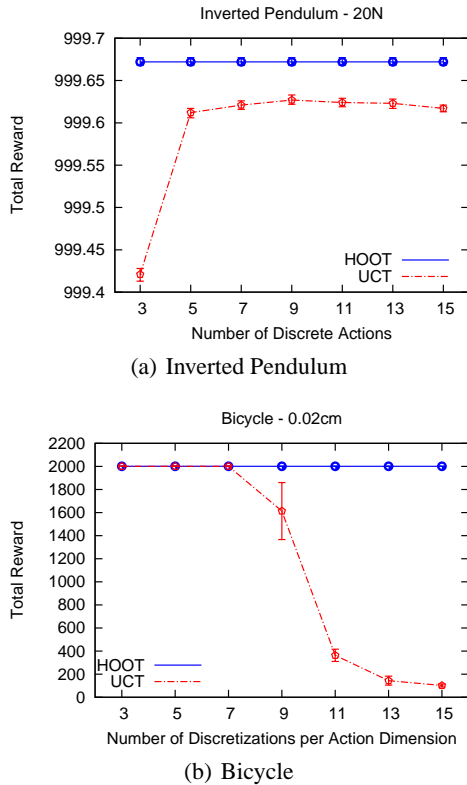 Inverted Pendulum - 20N
999.7
999.65
999.6
999.55
999.5
999.45
999.4
Total Reward
HOOT
UCT
3 5 7 9 11 13 15
Number of Discrete Actions
(a) Inverted Pendulum
Bicycle - 0.02cm
2200
2000
1800
1600
1400
1200
1000
800
600
400
200
0
Total Reward
HOOT
UCT
3 5 7 9 11 13 15
Number of Discretizations per Action Dimension
(b) Bicycle